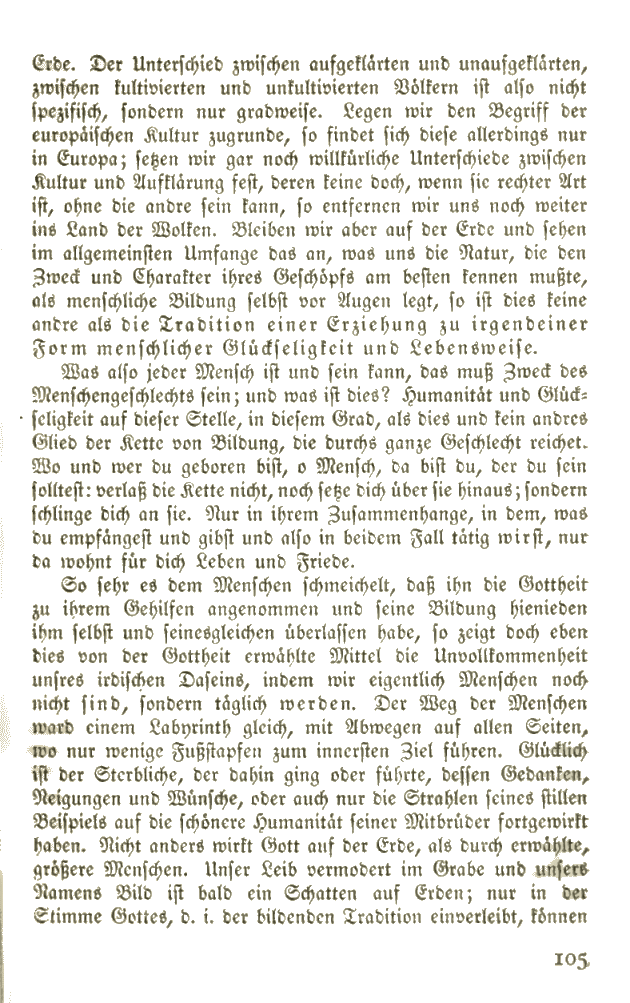 Erde. Der Unterschied zwischen aufgeklärten und unaufgeklärten,
zwischen kultivierten und unkultivierten Völkern ist also nicht
spezifisch, sondern nur gradweise. Legen wir den Begriff der
europäischen Kultur zugrunde, so findet sich diese allerdings nur
in Europa; setzen wir gar noch willkürliche Unterschiede zwischen
Kultur und Aufklärung fest, deren keine doch, wenn sie rechter Art
ist, ohne die andre sein kann, so entfernen wir uns noch weiter
ins Land der Wolken. Bleiben wir aber auf der Erde und sehen
im allgemeinsten Umfange das an, was uns die Natur, die den
Zweck und Charakter ihres Geschöpfs am besten kennen mußte,
als menschliche Bildung selbst vor Augen legt, so ist dies keine
andre als die Tradition einer Erziehung zu irgendeiner
Form menschlicher Glückseligkeit und Lebensweise.
Was also jeder Mensch ist und sein kann, das muß Zweck des
Menschengeschlechts sein; und was ist dies? Humanität und Glück-
seligkeit auf dieser Stelle, in diesem Grad, als dies und kein andres
Glied der Kette von Bildung, die durchs ganze Geschlecht reichet.
Wo und wer du geboren bist, o Mensch, da bist du, der du sein
solltest: verlaß die Kette nicht, noch setze dich über sie hinaus; sondern
schlinge dich an sie. Nur in ihrem Zusammenhange, in dem, was
du empfängest und gibst und also in beidem Fall tätig wirst, nur
da wohnt für dich Leben und Friede.
So sehr es dem Menschen schmeichelt, daß ihn die Gottheit
zu ihrem Gehilfen angenommen und seine Bildung hienieden
ihm selbst und seinesgleichen überlassen habe, so zeigt doch eben
dies von der Gottheit erwählte Mittel die Unvollkommenheit
unsres irdischen Daseins, indem wir eigentlich Menschen noch
nicht sind, sondern täglich werden. Der Weg der Menschen
ward einem Labyrinth gleich, mit Abwegen auf allen Seiten,
wo nur wenige Fußstapfen zum innersten Ziel führen. Glücklich
ist der Sterbliche, der dahin ging oder führte, dessen Gedanken,
Neigungen und Wünsche, oder auch nur die Strahlen seines stillen
Beispiels auf die schönere Humanität seiner Mitbrüder fortgewirkt
haben. Nicht anders wirkt Gott auf der Erde, als durch erwählte,
größere Menschen. Unser Leib vermodert im Grabe und unsers
Namens Bild ist bald ein Schatten auf Erden; nur in der
Stimme Gottes, d. i. der bildenden Tradition einverleibt, können
105